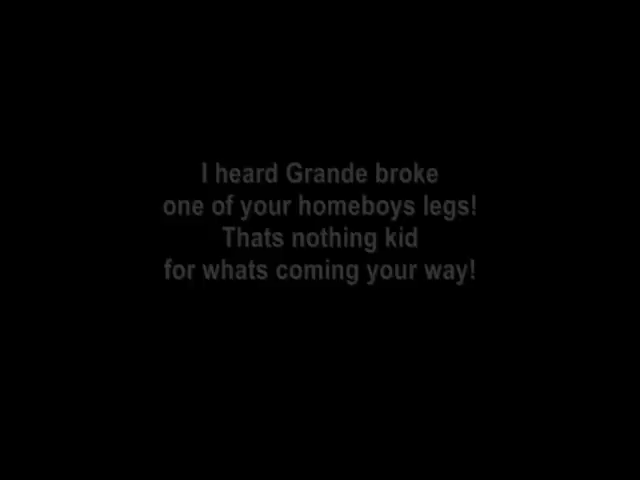 I heard Grande broke
one of your homeboys legs!
Thats nothing kid
for whats coming your way!